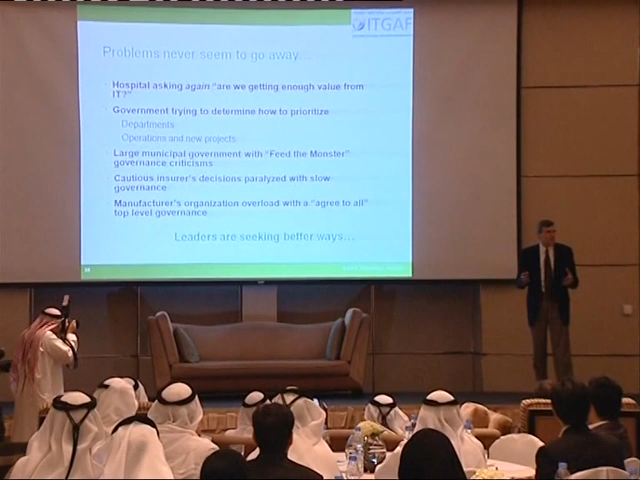 ITGAF
Problems never seem to go away…
Hospital asking again "are we getting enough value from
IT?"
Government trying to determine how to prioritize
Departments
Operations and new projects
Large municipal government with "Feed the Monster"
governance criticisms
Cautious insurer's decisions paralyzed with slow
governance
Manufacturer's organization overload with a "agree to all"
top level governance
Leaders are seeking better ways…